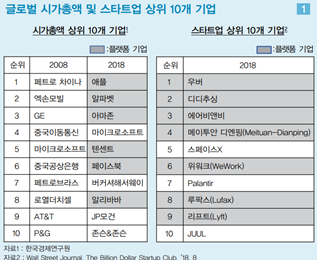 글로벌 시가총액 및 스타트업 상위 10개 기업
1
시가총액 상위 10개 기업¹
:플랫폼 기업
순위 2008 2018
1 페트로 차이나 애플
2 엑손모빌 알파벳
3 GE 아마존
4 중국이동통신 마이크로소프트
5 마이크로소프트 텐센트
6 중국공상은행 페이스북
7 페트로브라스 버커셔해서웨이
8 로열더치셸 알리바바
9 AT&T JP모건
10 P&G 존슨&존슨
스타트업 상위 10개 기업²
:플랫폼 기업
순위 2018
1 우버
2 디디추싱
3 에어비앤비
4 메이투안 디엔핑(Meituan-Dianping)
5 스페이스X
6 위워크(WeWork)
7 Palantir
8 루팍스(Lufax)
9 리프트(Lyft)
10 JUUL
자료1 : 한국경제연구원
자료2 : Wall Street Journal, The Billion Dollar Startup Club, '18. 8